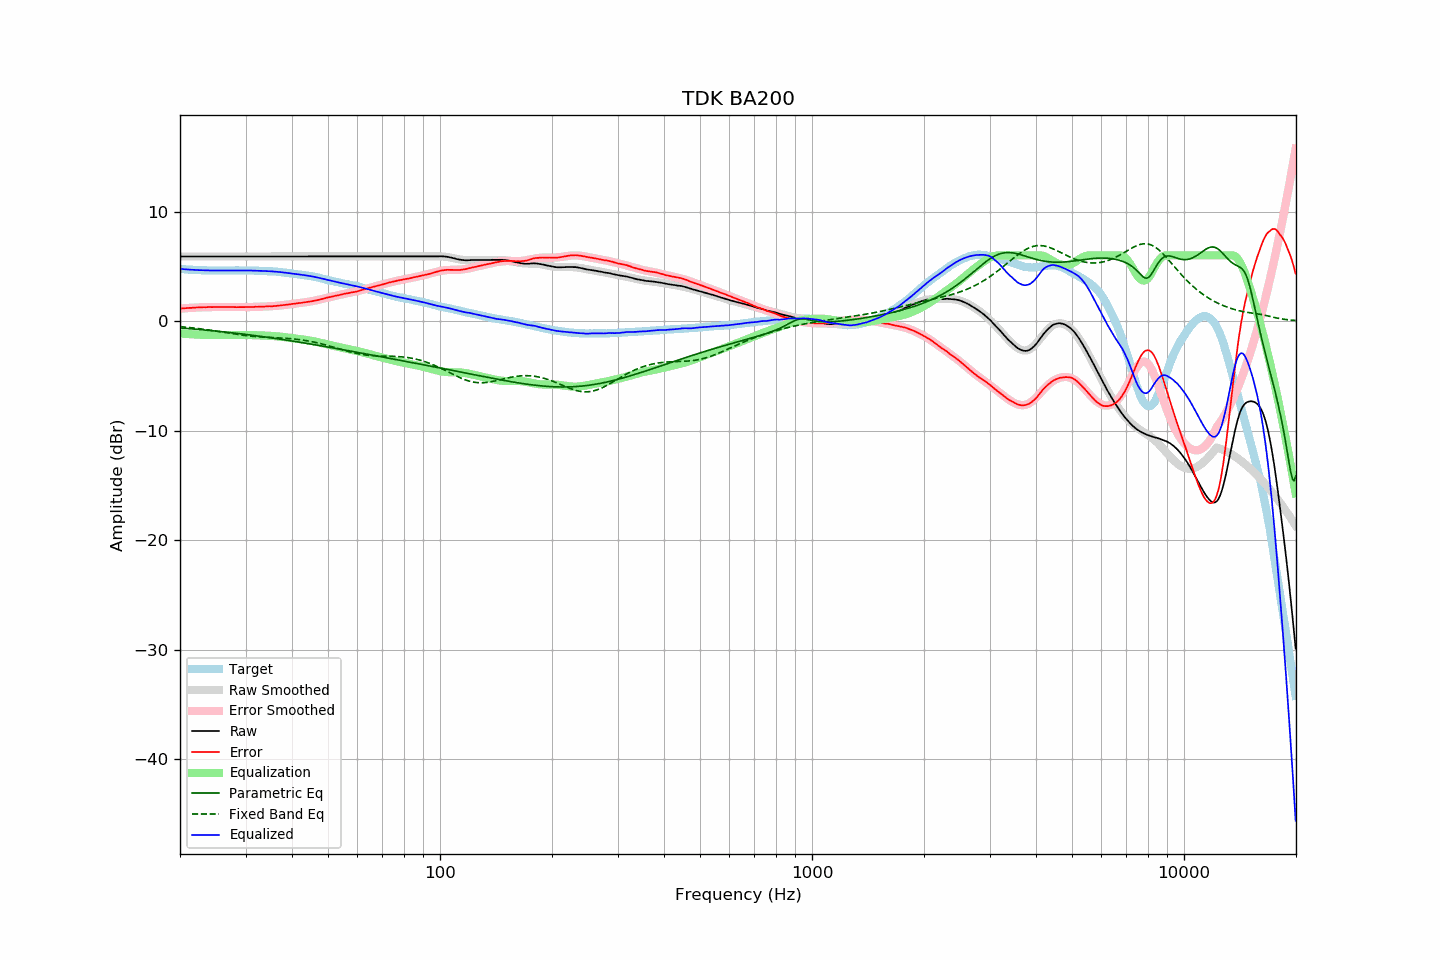 TDK BA200
10
0
−10
−20
−30
−40
Amplitude (dBr)
100
1000
10000
Frequency (Hz)
Target
Raw Smoothed
Error Smoothed
Raw
Error
Equalization
Parametric Eq
Fixed Band Eq
Equalized